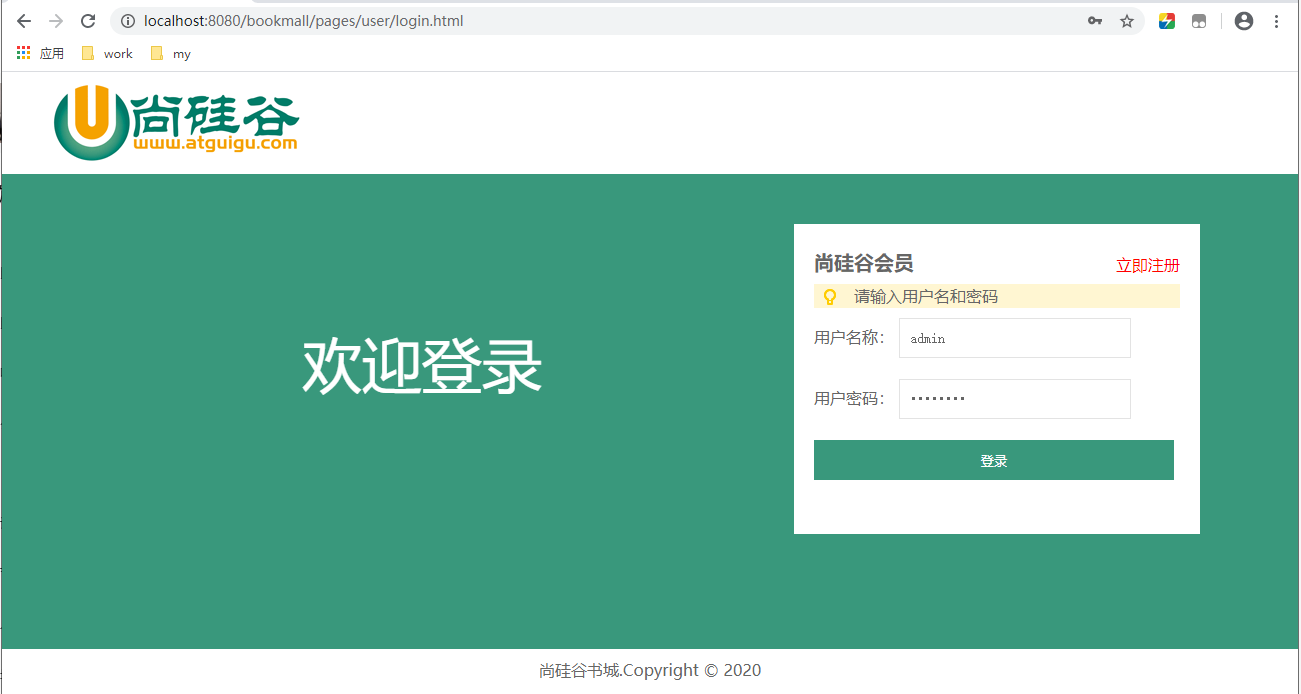 localhost:8080/bookmall/pages/user/login.html
应用 work my
尚硅谷
www.atguigu.com
尚硅谷会员 立即注册
请输入用户名和密码
用户名称： admin
欢迎登录
用户密码： ••••••••
登录
尚硅谷书城.Copyright © 2020